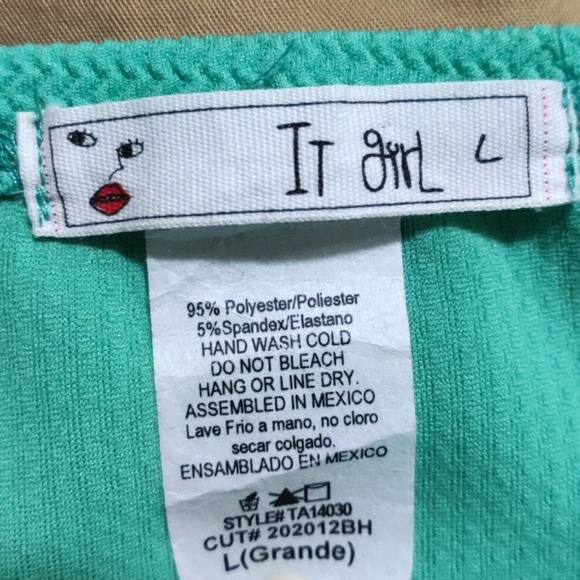 IT girL L
95% Polyester/Poliester
5%Spandex/Elastano
HAND WASH COLD
DO NOT BLEACH
HANG OR LINE DRY.
ASSEMBLED IN MEXICO
Lave Frio a mano, no cloro
secar colgado.
ENSAMBLADO EN MEXICO
STYLE# TA14030
CUT# 202012BH
L(Grande)